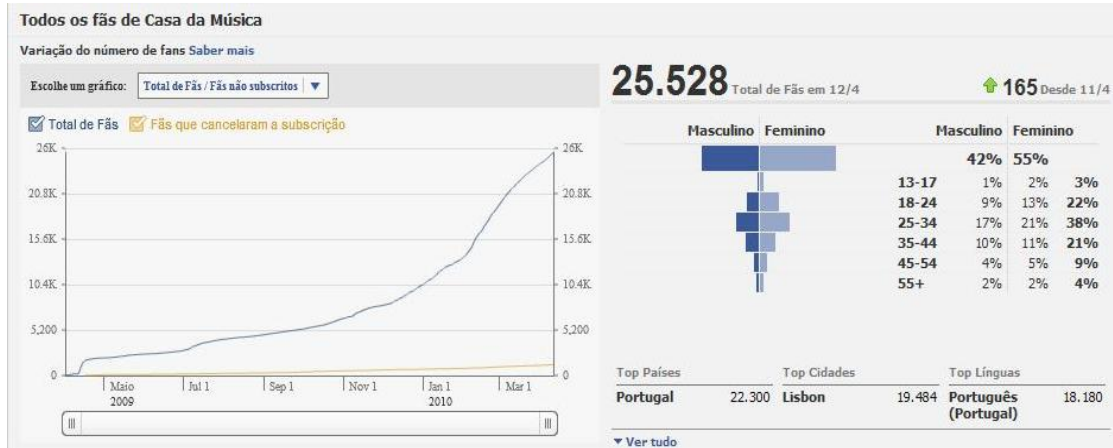 Todos os fãs de Casa da Música
Variação do número de fans Saber mais
Escolhe um gráfico: Total de Fãs / Fãs não subscritos
Total de Fãs Fãs que cancelaram a subscrição
26K 26K
20.8K 20.8K
15.6K 15.6K
10.4K 10.4K
5,200 5,200
0 0
Maio Jul 1 Sep 1 Nov 1 Jan 1 Mar 1
2009 2010
25.528 Total de Fãs em 12/4 165 Desde 11/4
Masculino Feminino Masculino Feminino
42% 55%
13-17 1% 2% 3%
18-24 9% 13% 22%
25-34 17% 21% 38%
35-44 10% 11% 21%
45-54 4% 5% 9%
55+ 2% 2% 4%
Top Países Top Cidades Top Línguas
Portugal 22.300 Lisbon 19.484 Português 18.180
(Portugal)
Ver tudo